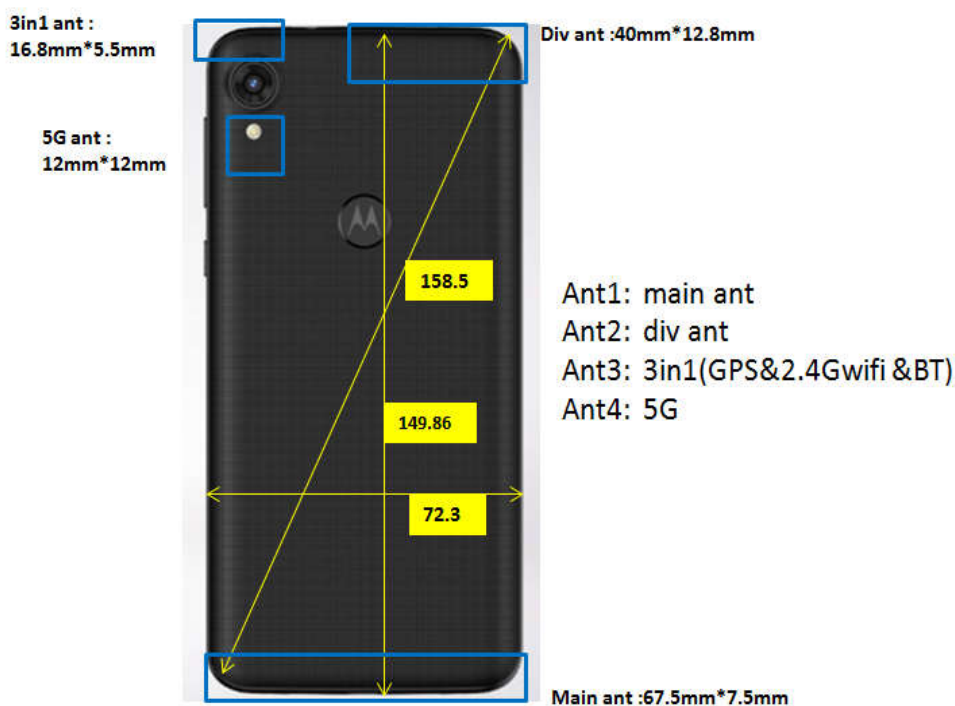 3in1 ant :
16.8mm*5.5mm
Div ant :40mm*12.8mm
5G ant :
12mm*12mm
158.5
Ant1: main ant
Ant2: div ant
Ant3: 3in1(GPS&2.4Gwifi &BT)
Ant4: 5G
149.86
72.3
Main ant :67.5mm*7.5mm